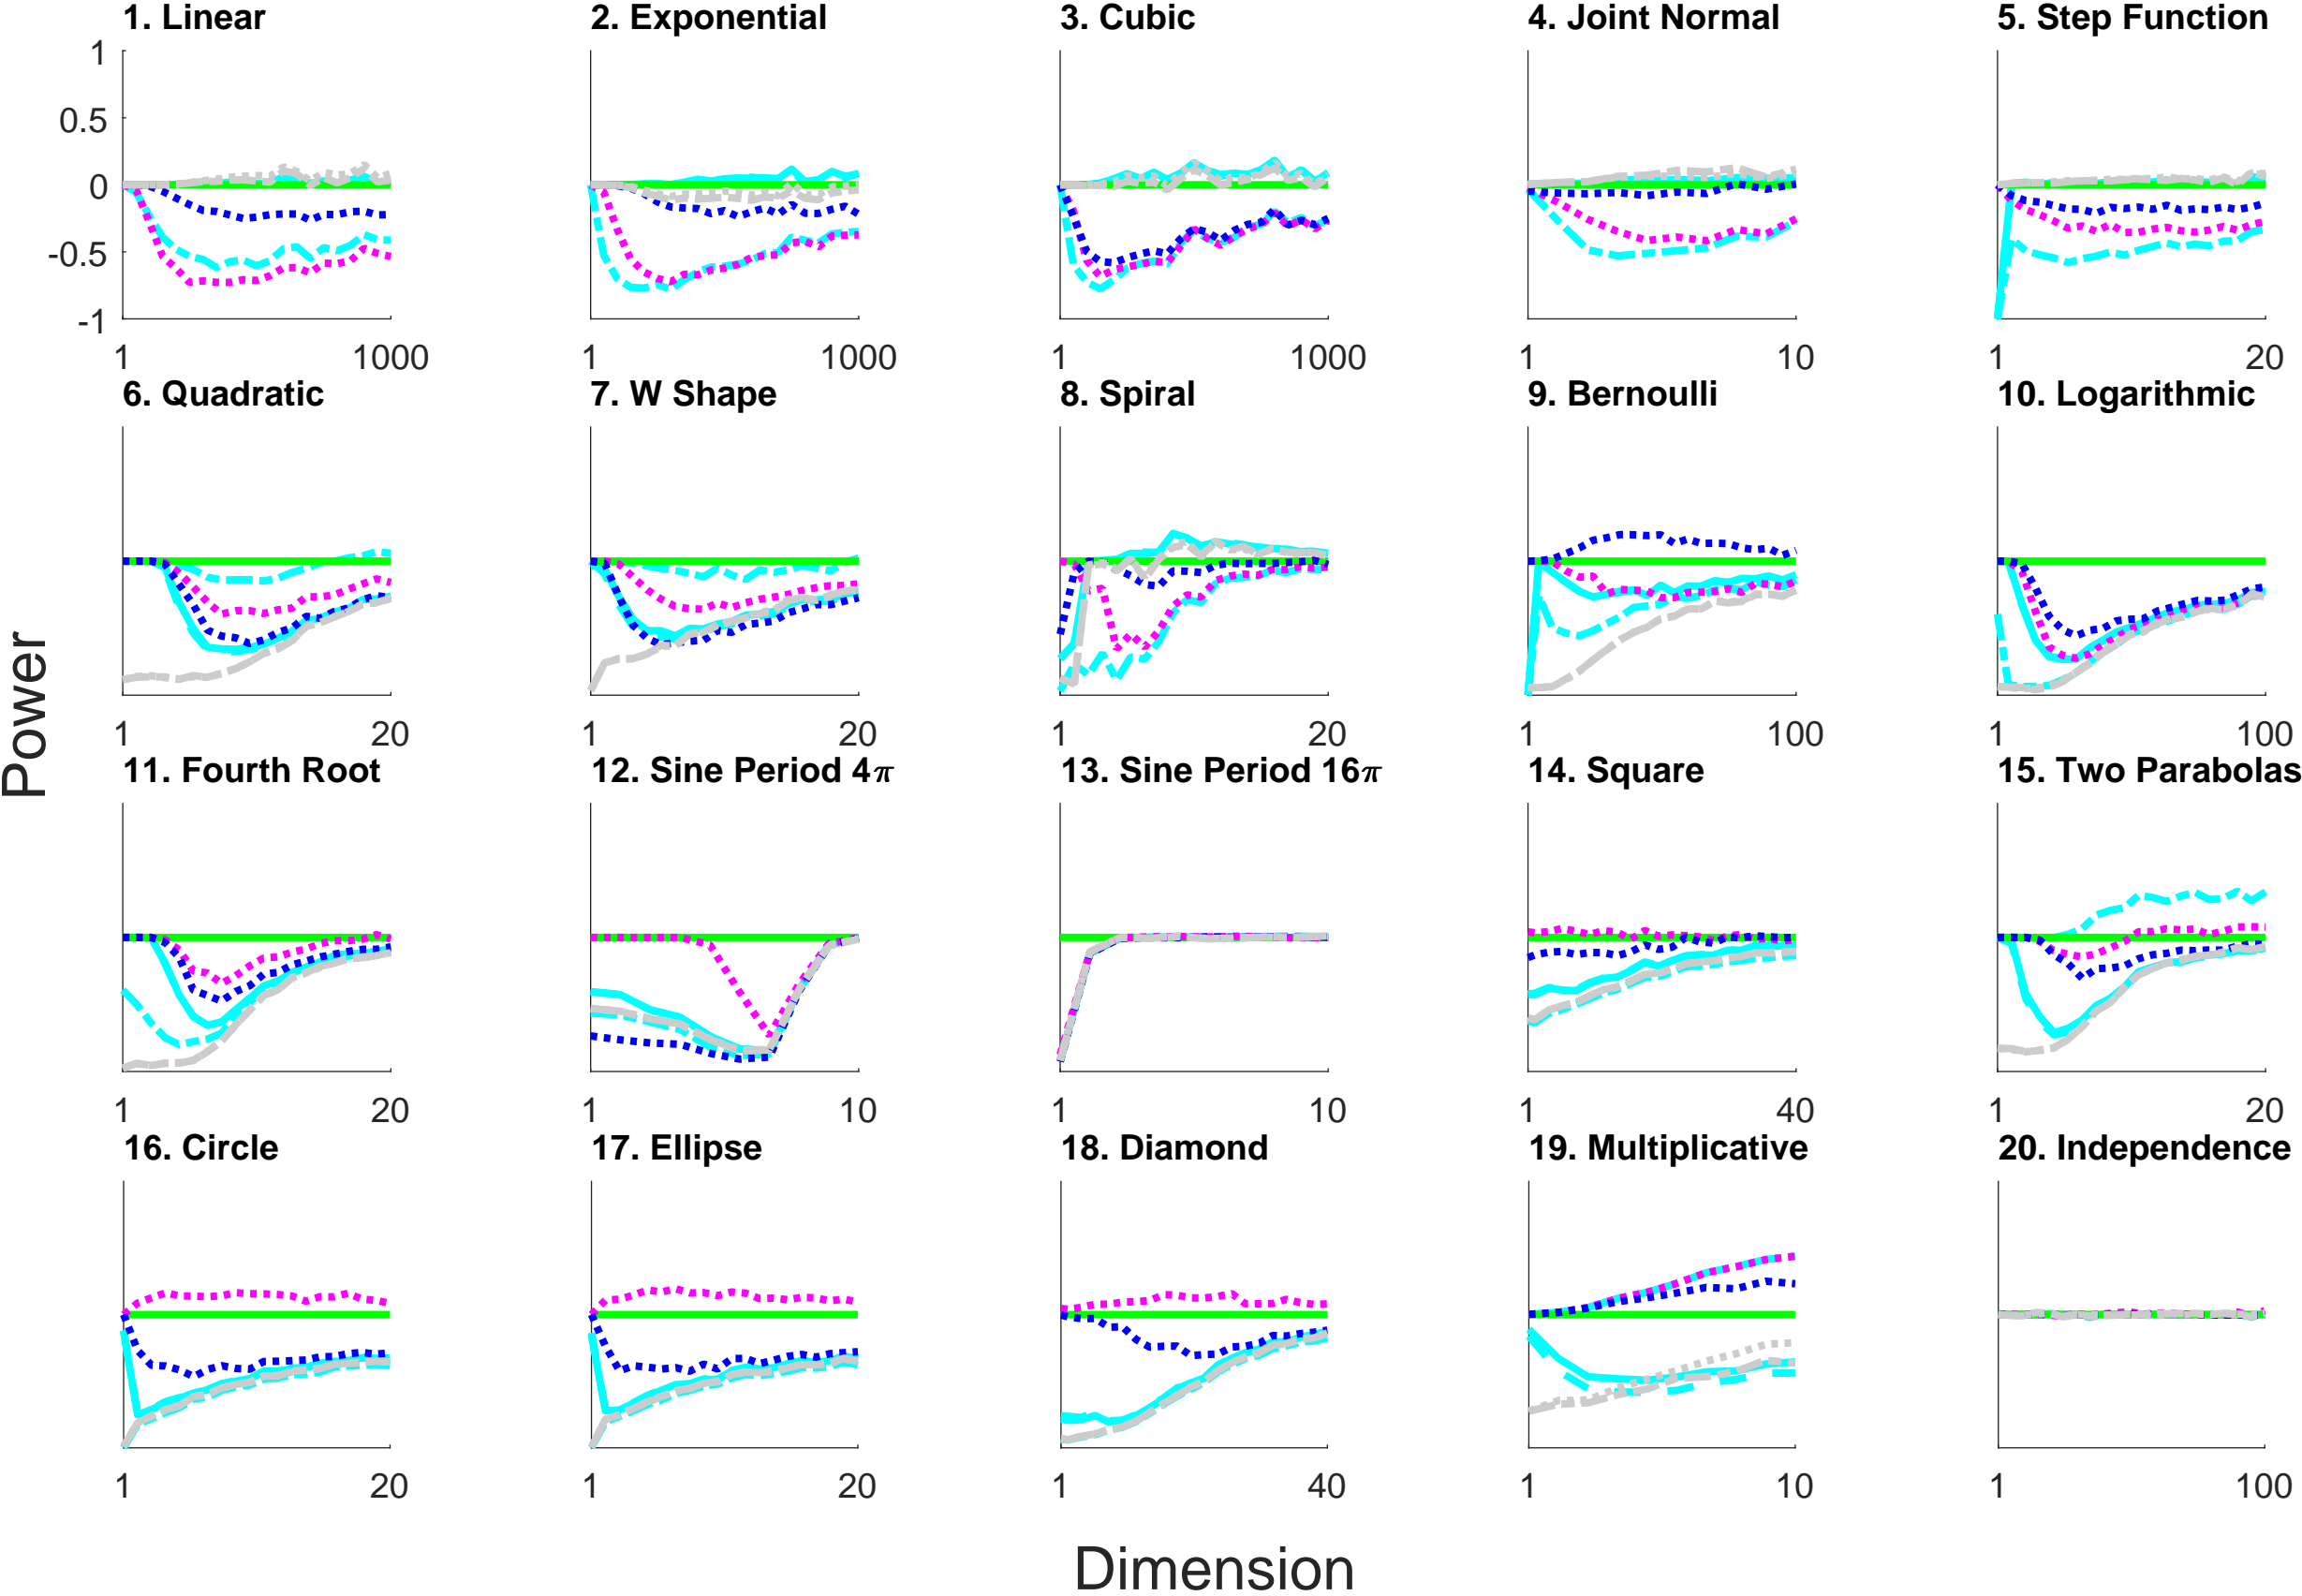 1. Linear
2. Exponential
3. Cubic
4. Joint Normal
5. Step Function
1
0.5
0
-0.5
-1
1 1000
1 1000
1 1000
1 10
1 20
6. Quadratic
7. W Shape
8. Spiral
9. Bernoulli
10. Logarithmic
1 20
1 20
1 20
1 100
1 100
Power
11. Fourth Root
12. Sine Period 4π
13. Sine Period 16π
14. Square
15. Two Parabolas
1 20
1 10
1 10
1 40
1 20
16. Circle
17. Ellipse
18. Diamond
19. Multiplicative
20. Independence
1 20
1 20
1 40
1 10
1 100
Dimension